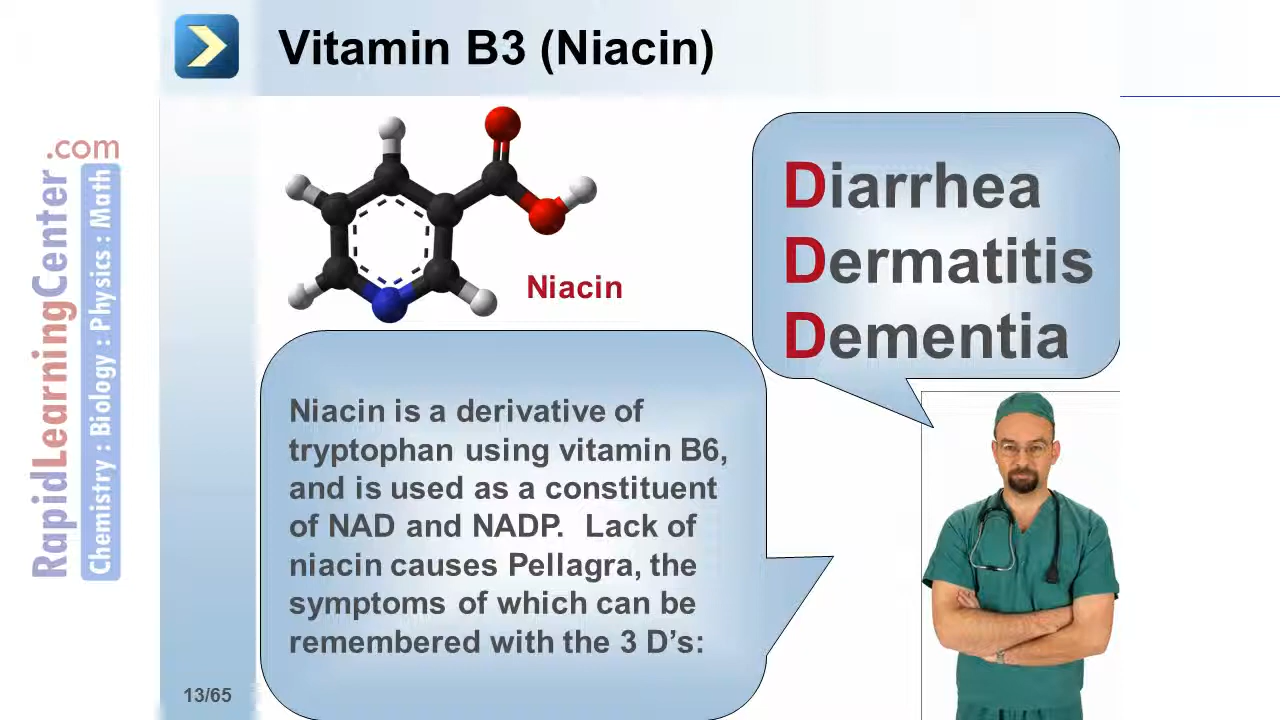 Vitamin B3 (Niacin)
RapidLearningCenter.com
Chemistry : Biology : Physics : Math
Niacin
Diarrhea
Dermatitis
Dementia
Niacin is a derivative of
tryptophan using vitamin B6,
and is used as a constituent
of NAD and NADP. Lack of
niacin causes Pellagra, the
symptoms of which can be
remembered with the 3 D’s:
13/65